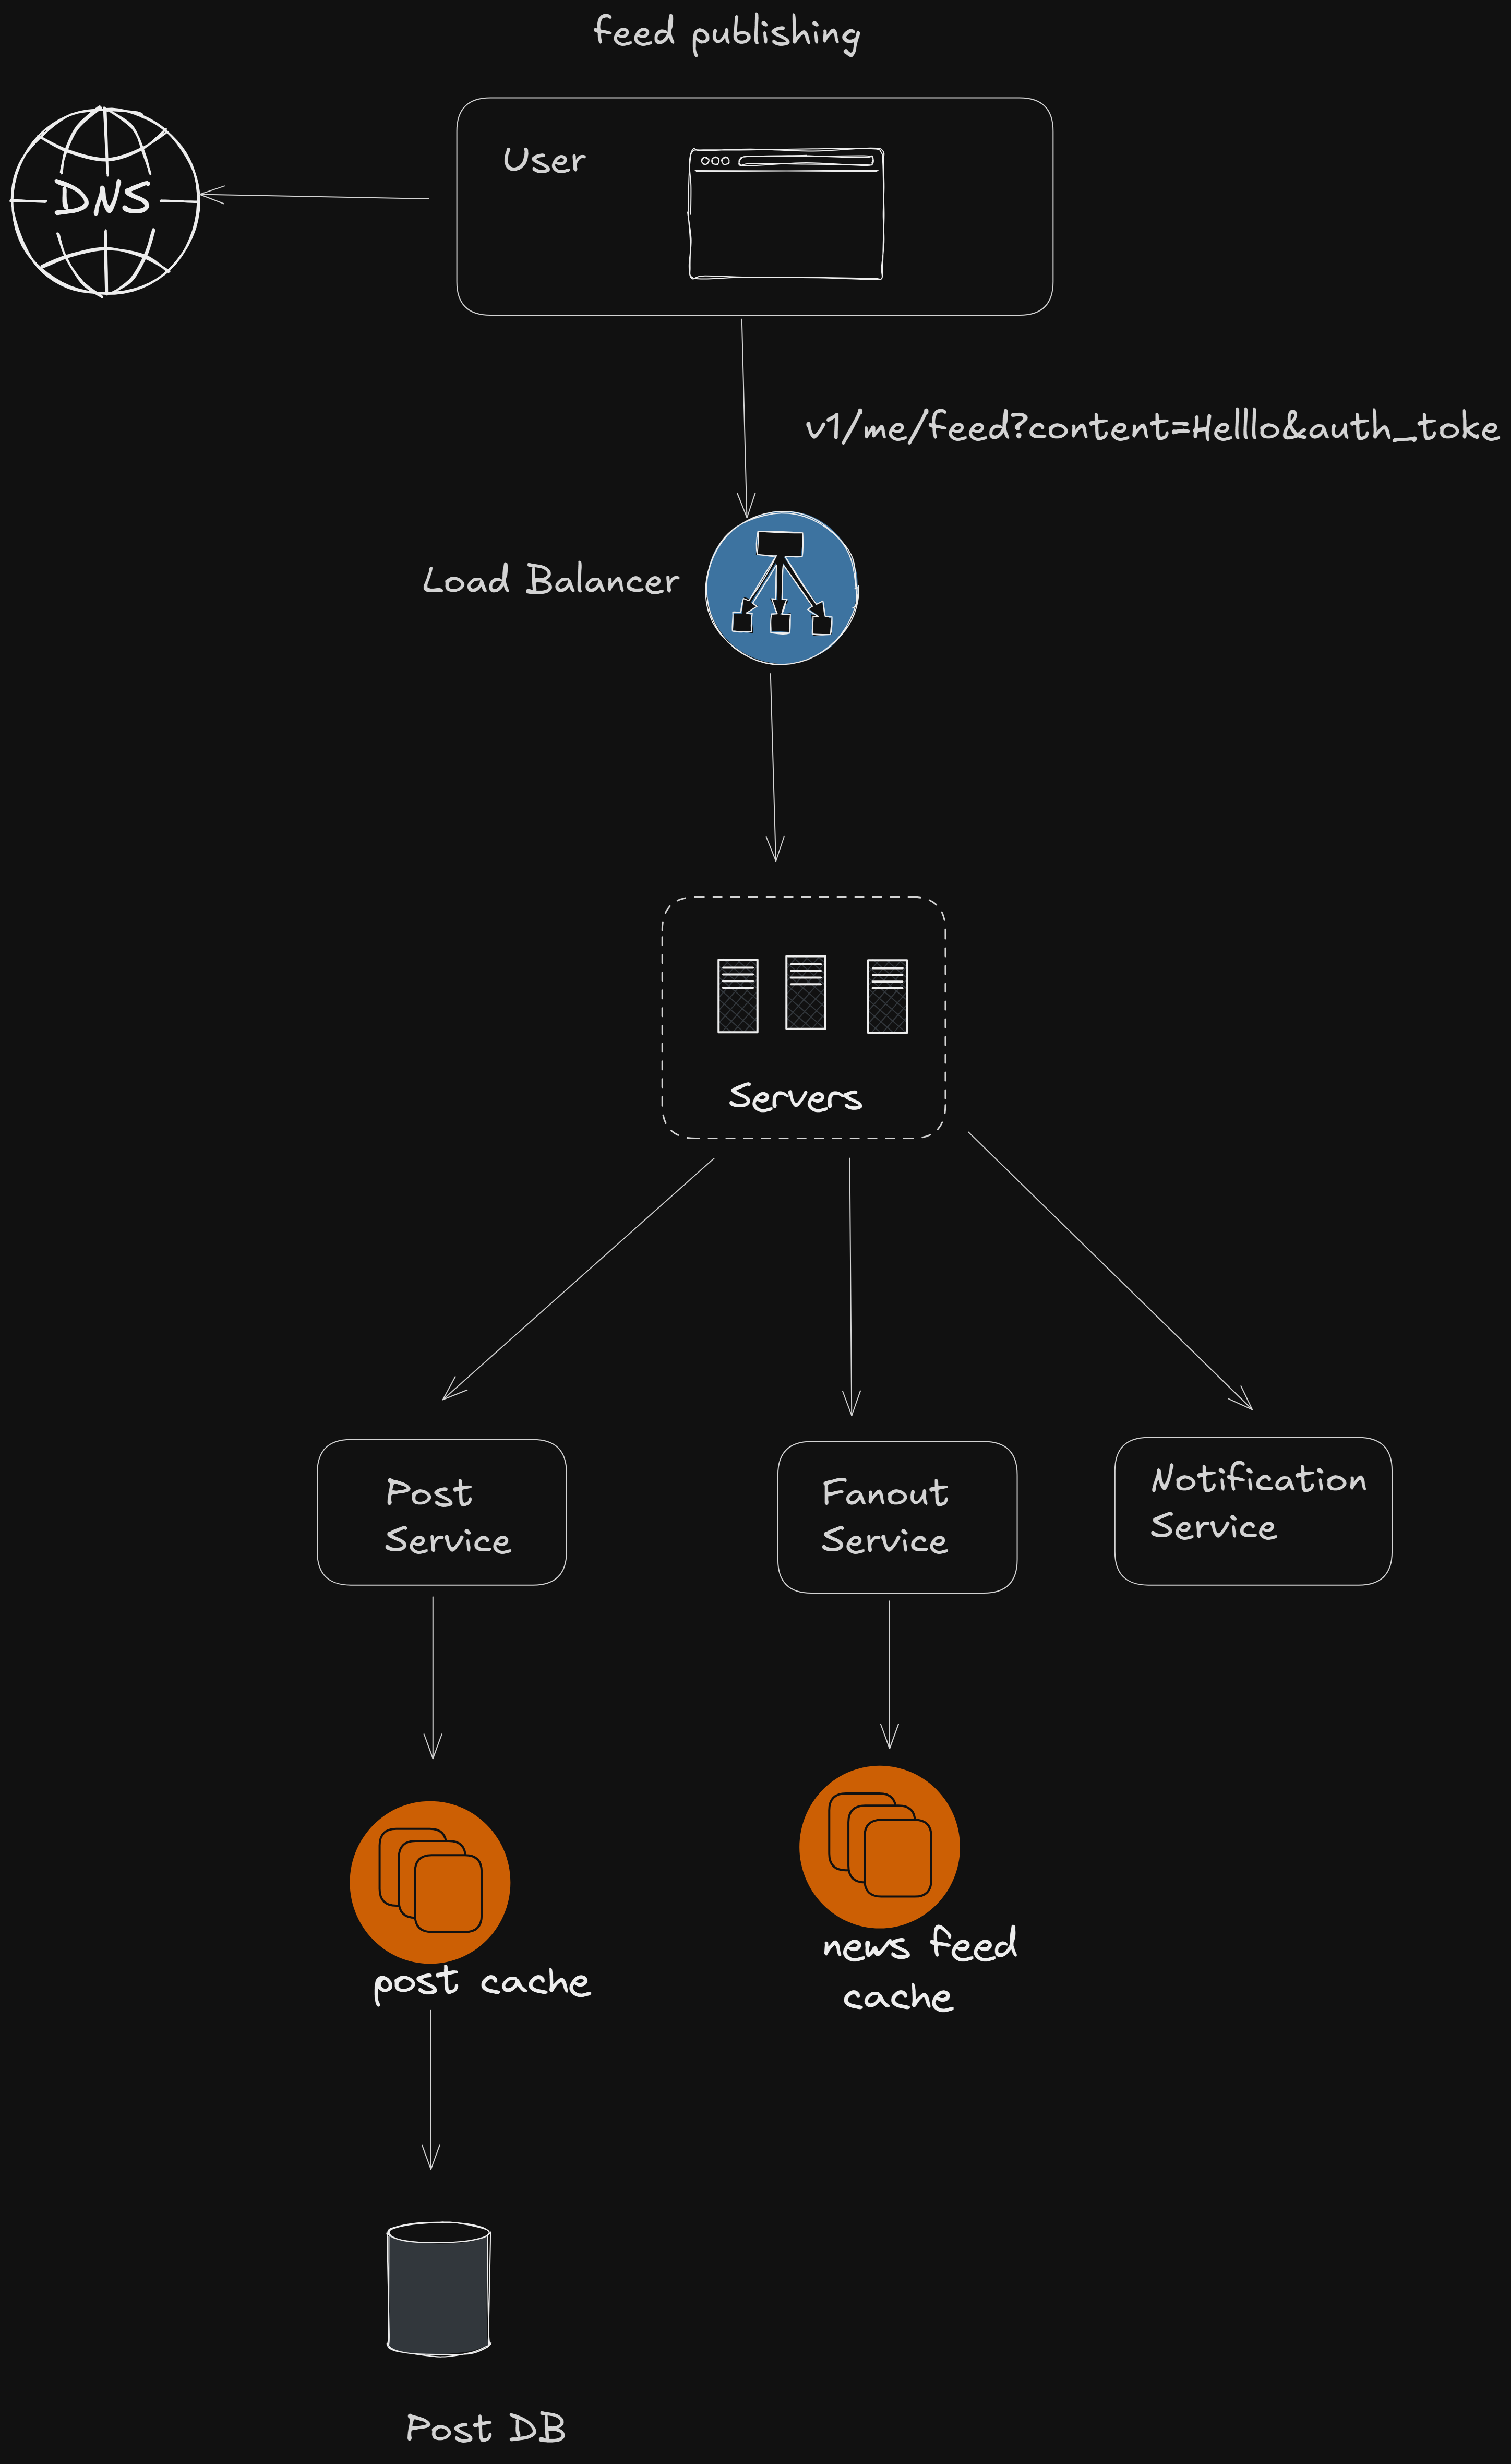 feed publishing
User
DNS
v1/me/feed?content=Helllo&auth_toke
Load Balancer
Servers
Post
Service
Fanout
Service
Notification
Service
post cache
news feed
cache
Post DB